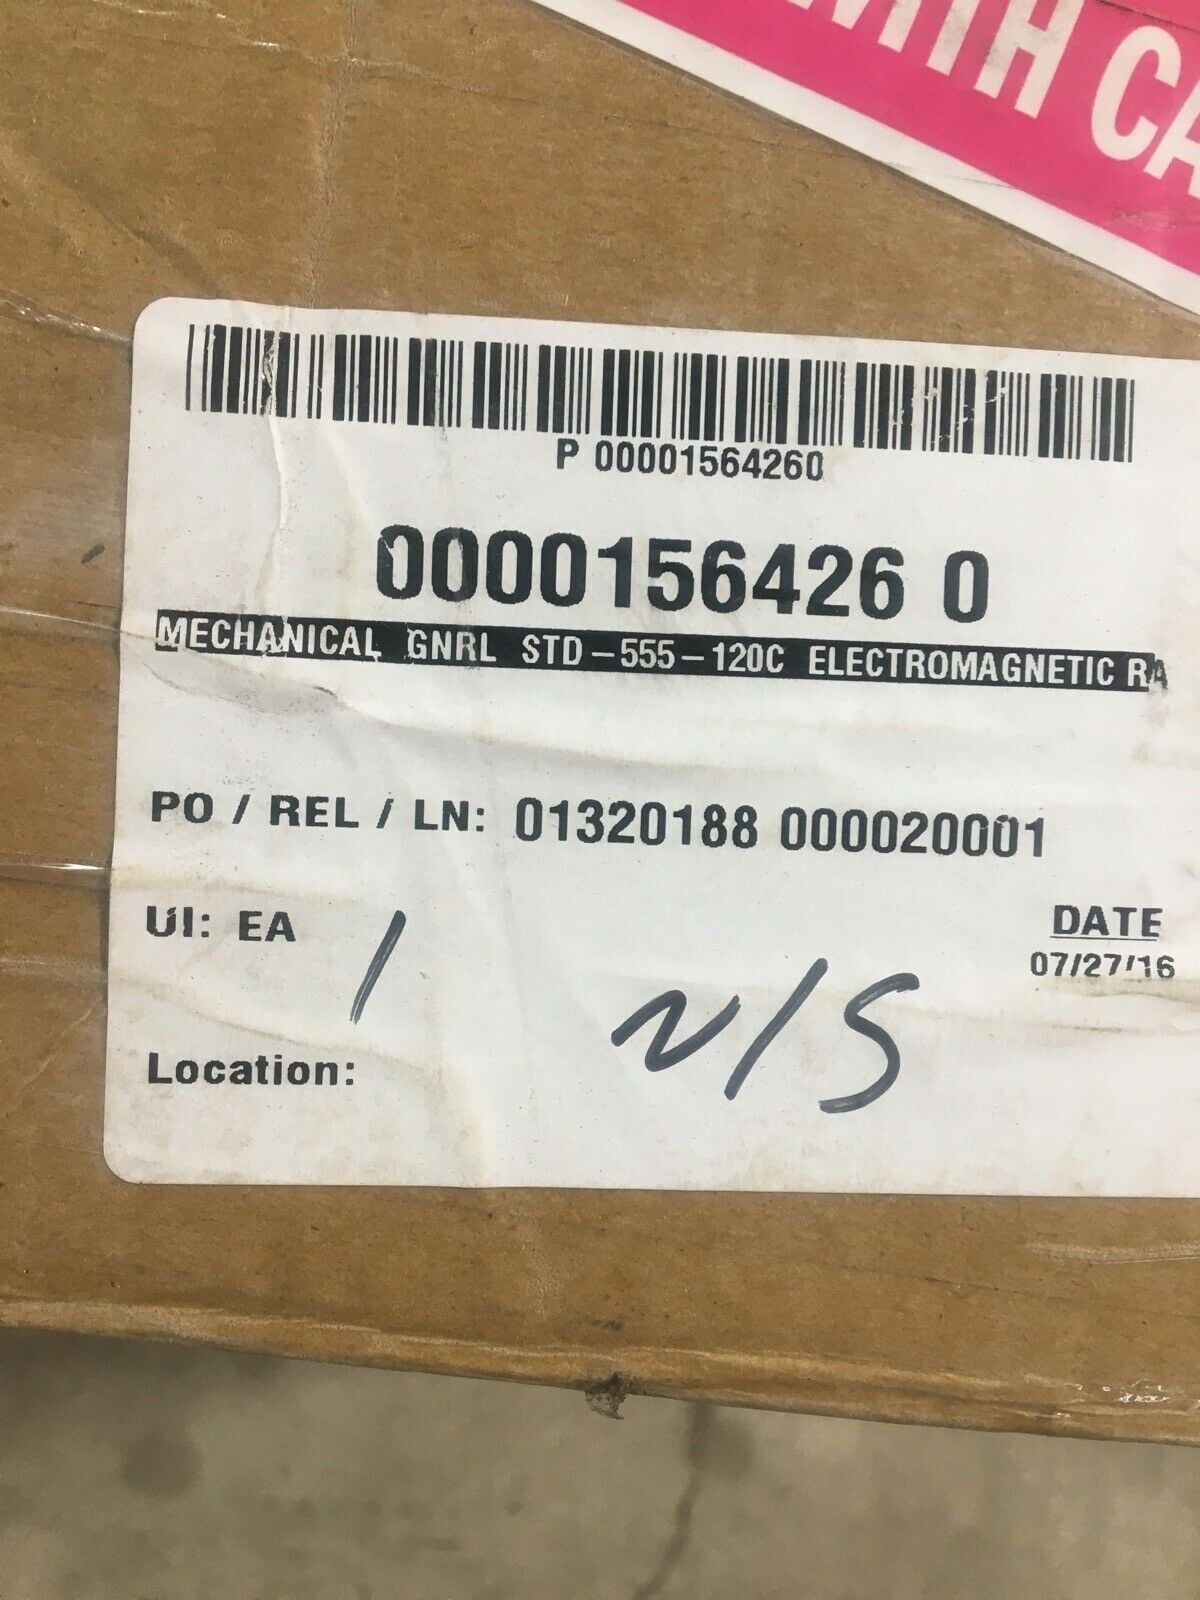 CA
P 00001564260
0000156426 0
MECHANICAL GNRL STD-555-120C ELECTROMAGNETIC RA
PO / REL / LN: 01320188 000020001
UI: EA 1
DATE
07/27/16
N/S
Location: